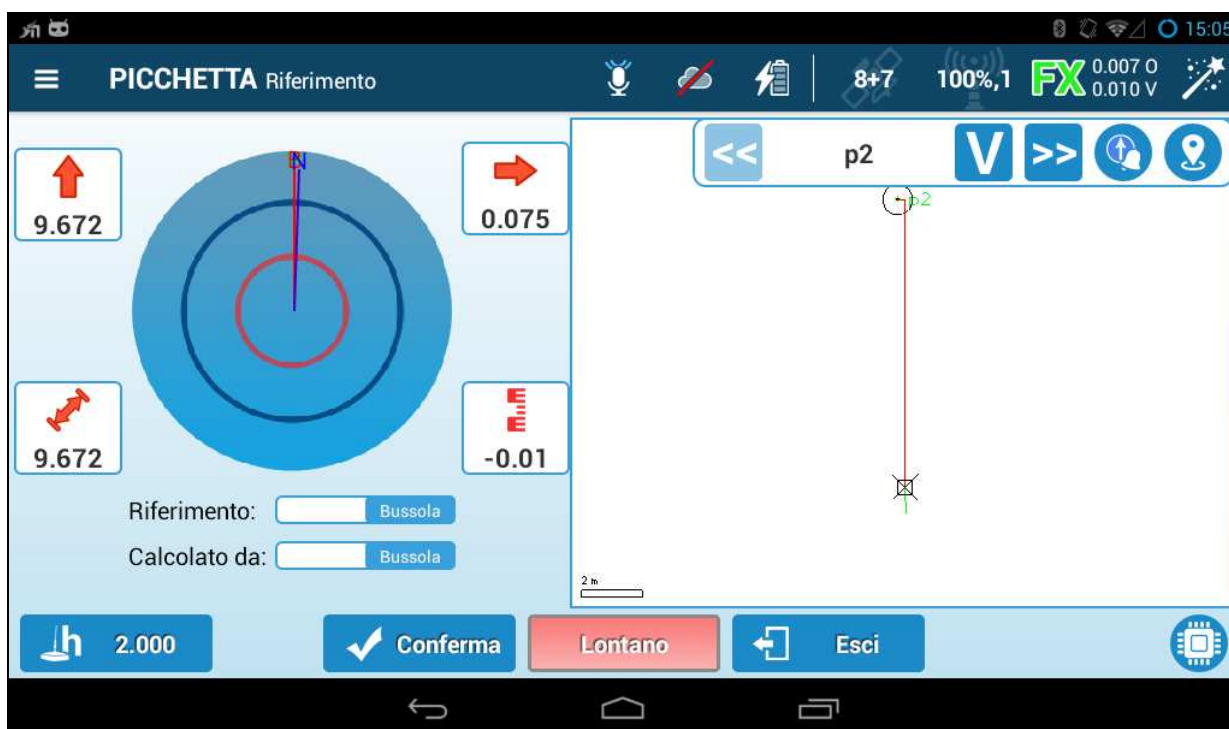 15:05
PICCHETTA Riferimento
8+7
100%,1
FX
0.007 O
0.010 V
<<
p2
V
>>
9.672
0.075
N
p2
9.672
-0.01
Riferimento: Bussola
Calcolato da: Bussola
2 m
h 2.000
Conferma
Lontano
Esci